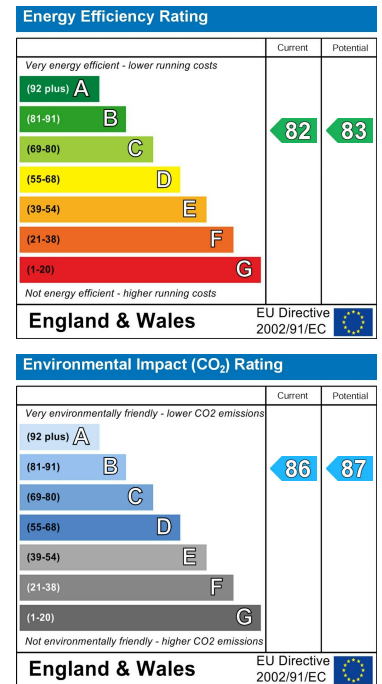 Energy Efficiency Rating
Current Potential
Very energy efficient - lower running costs
(92 plus) A
(81-91) B
82 83
(69-80) C
(55-68) D
(39-54) E
(21-38) F
(1-20) G
Not energy efficient - higher running costs
England & Wales
EU Directive
2002/91/EC
Environmental Impact (CO₂) Rating
Current Potential
Very environmentally friendly - lower CO2 emissions
(92 plus) A
(81-91) B
86 87
(69-80) C
(55-68) D
(39-54) E
(21-38) F
(1-20) G
Not environmentally friendly - higher CO2 emissions
England & Wales
EU Directive
2002/91/EC